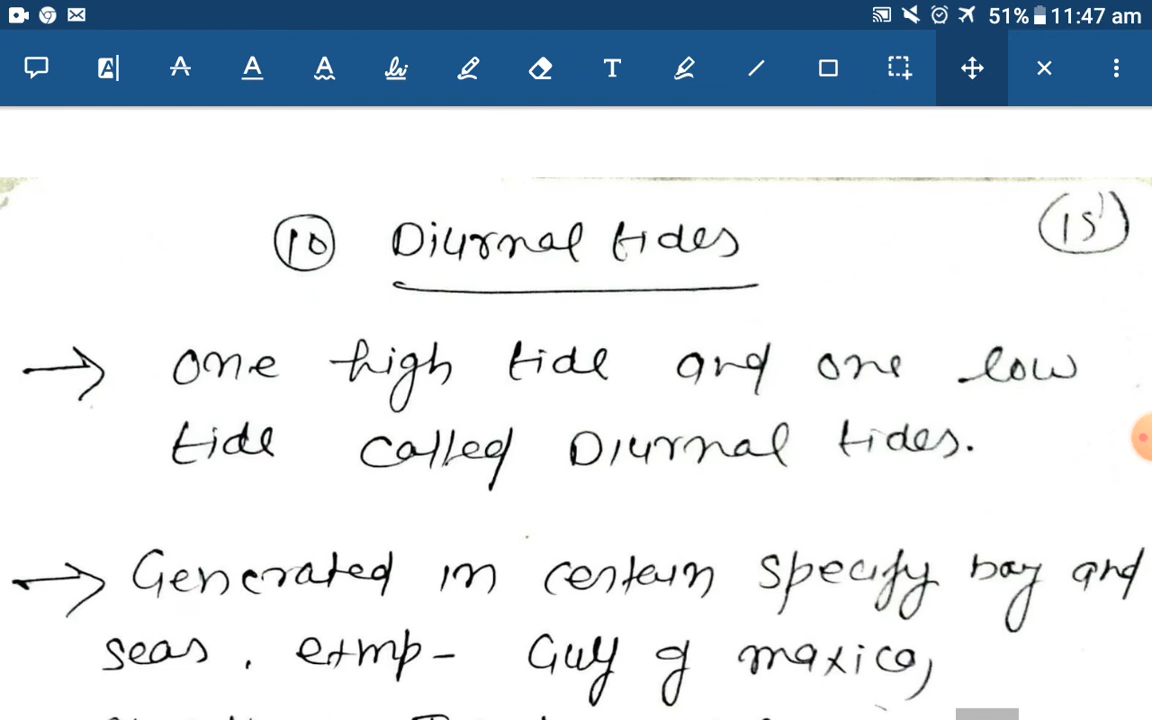 51% 11:47 am
10 Diurnal tides
15
→ one high tide and one low
tide called Diurnal tides.
→ Generated in certain specify bay and
seas. exmp- Gulf of maxico,